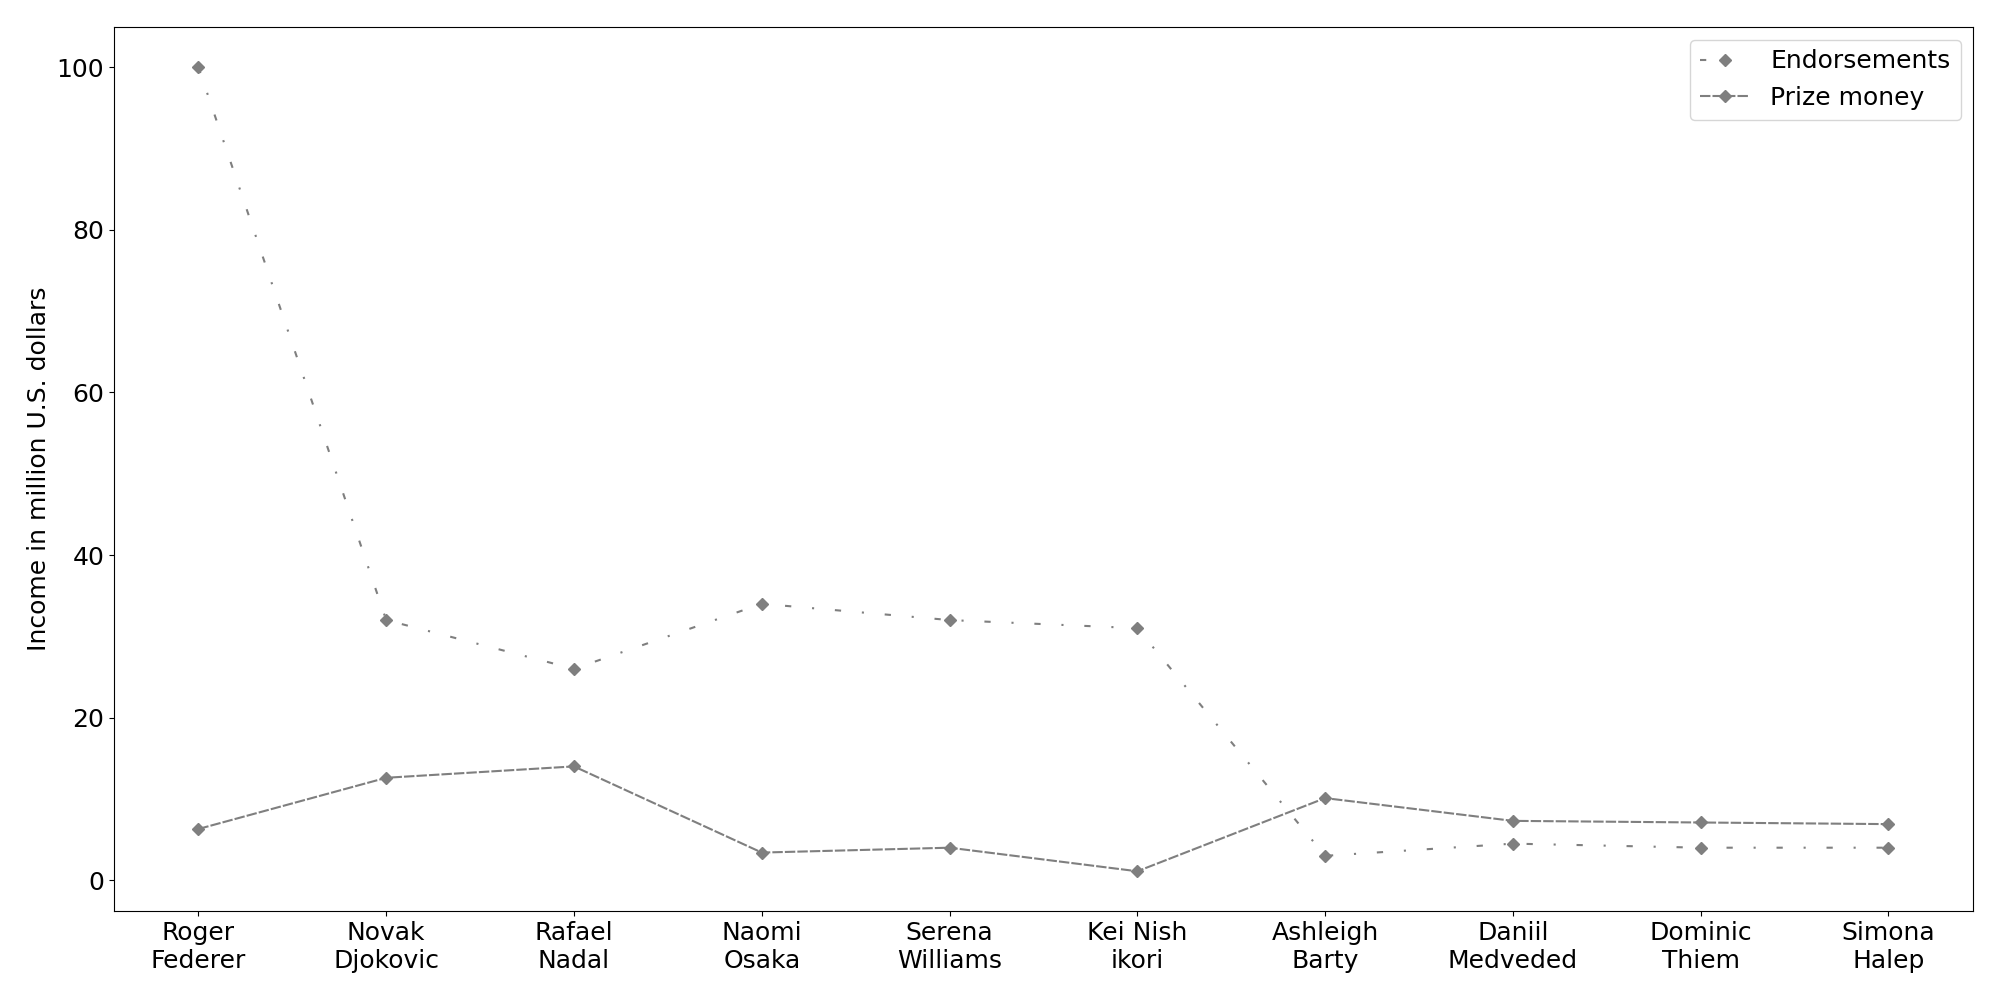 Endorsements
Prize money
Income in million U.S. dollars
100
80
60
40
20
0
Roger
Federer
Novak
Djokovic
Rafael
Nadal
Naomi
Osaka
Serena
Williams
Kei Nish
ikori
Ashleigh
Barty
Daniil
Medveded
Dominic
Thiem
Simona
Halep